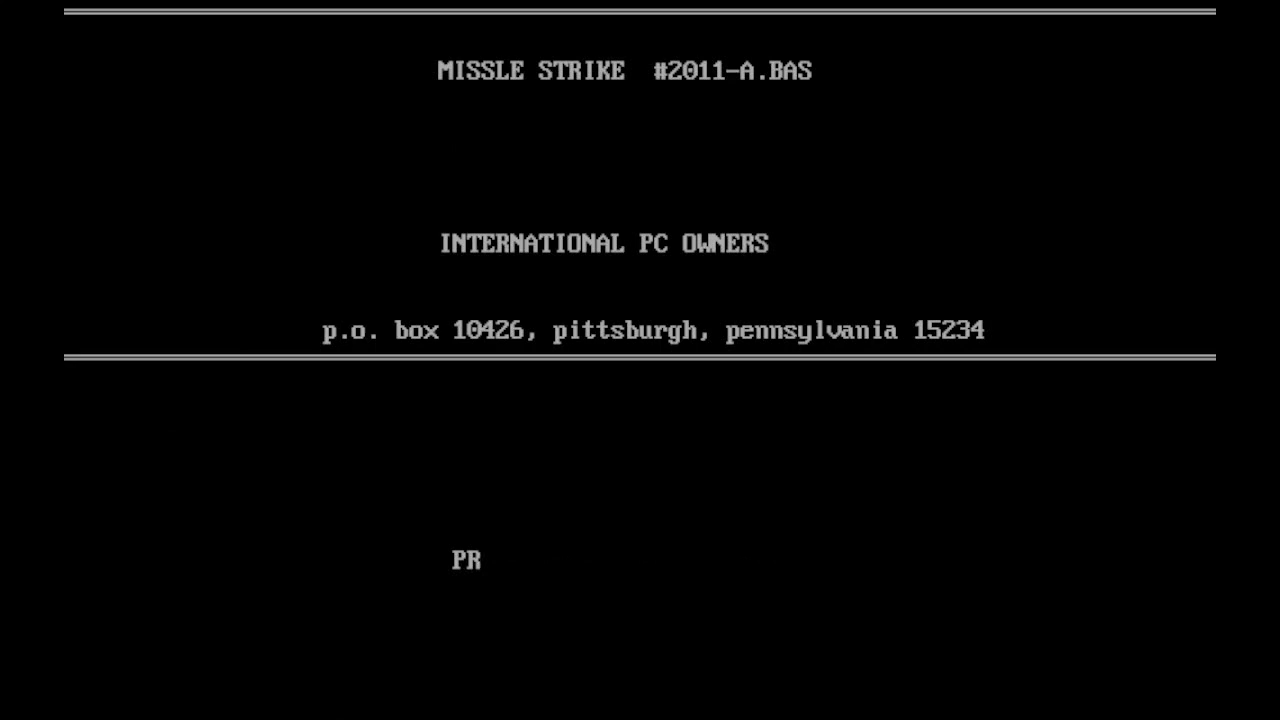 MISSLE STRIKE  #2011-A.BAS
INTERNATIONAL PC OWNERS
p.o. box 10426, pittsburgh, pennsylvania 15234
PR